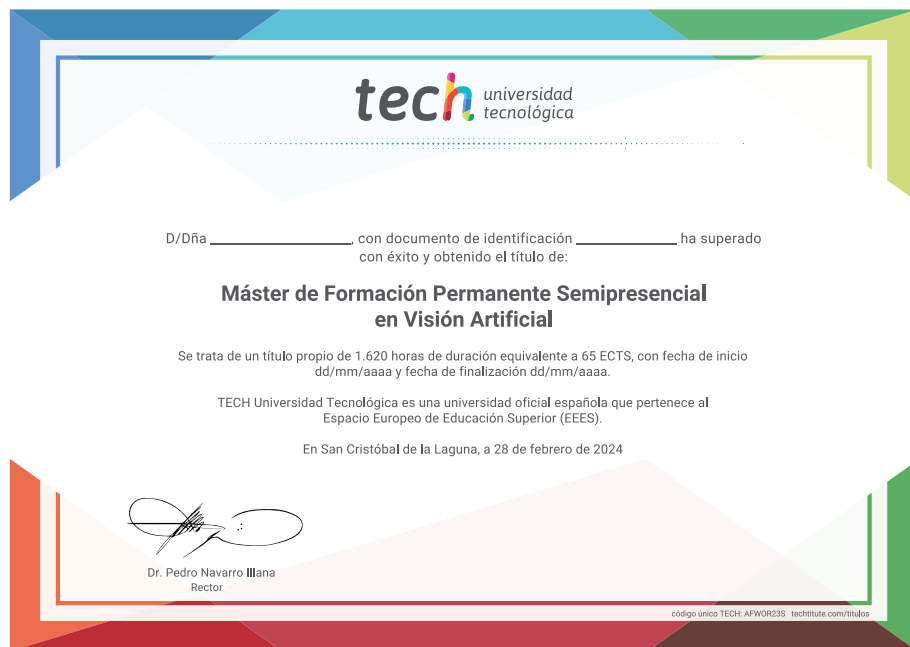 tech universidad
tecnológica
D/Dña ____________________, con documento de identificación ______________ ha superado
con éxito y obtenido el título de:
Máster de Formación Permanente Semipresencial
en Visión Artificial
Se trata de un título propio de 1.620 horas de duración equivalente a 65 ECTS, con fecha de inicio
dd/mm/aaaa y fecha de finalización dd/mm/aaaa.
TECH Universidad Tecnológica es una universidad oficial española que pertenece al
Espacio Europeo de Educación Superior (EEES).
En San Cristóbal de la Laguna, a 28 de febrero de 2024
Dr. Pedro Navarro Illana
Rector
código único TECH: AFWOR23S techtitute.com/titulos